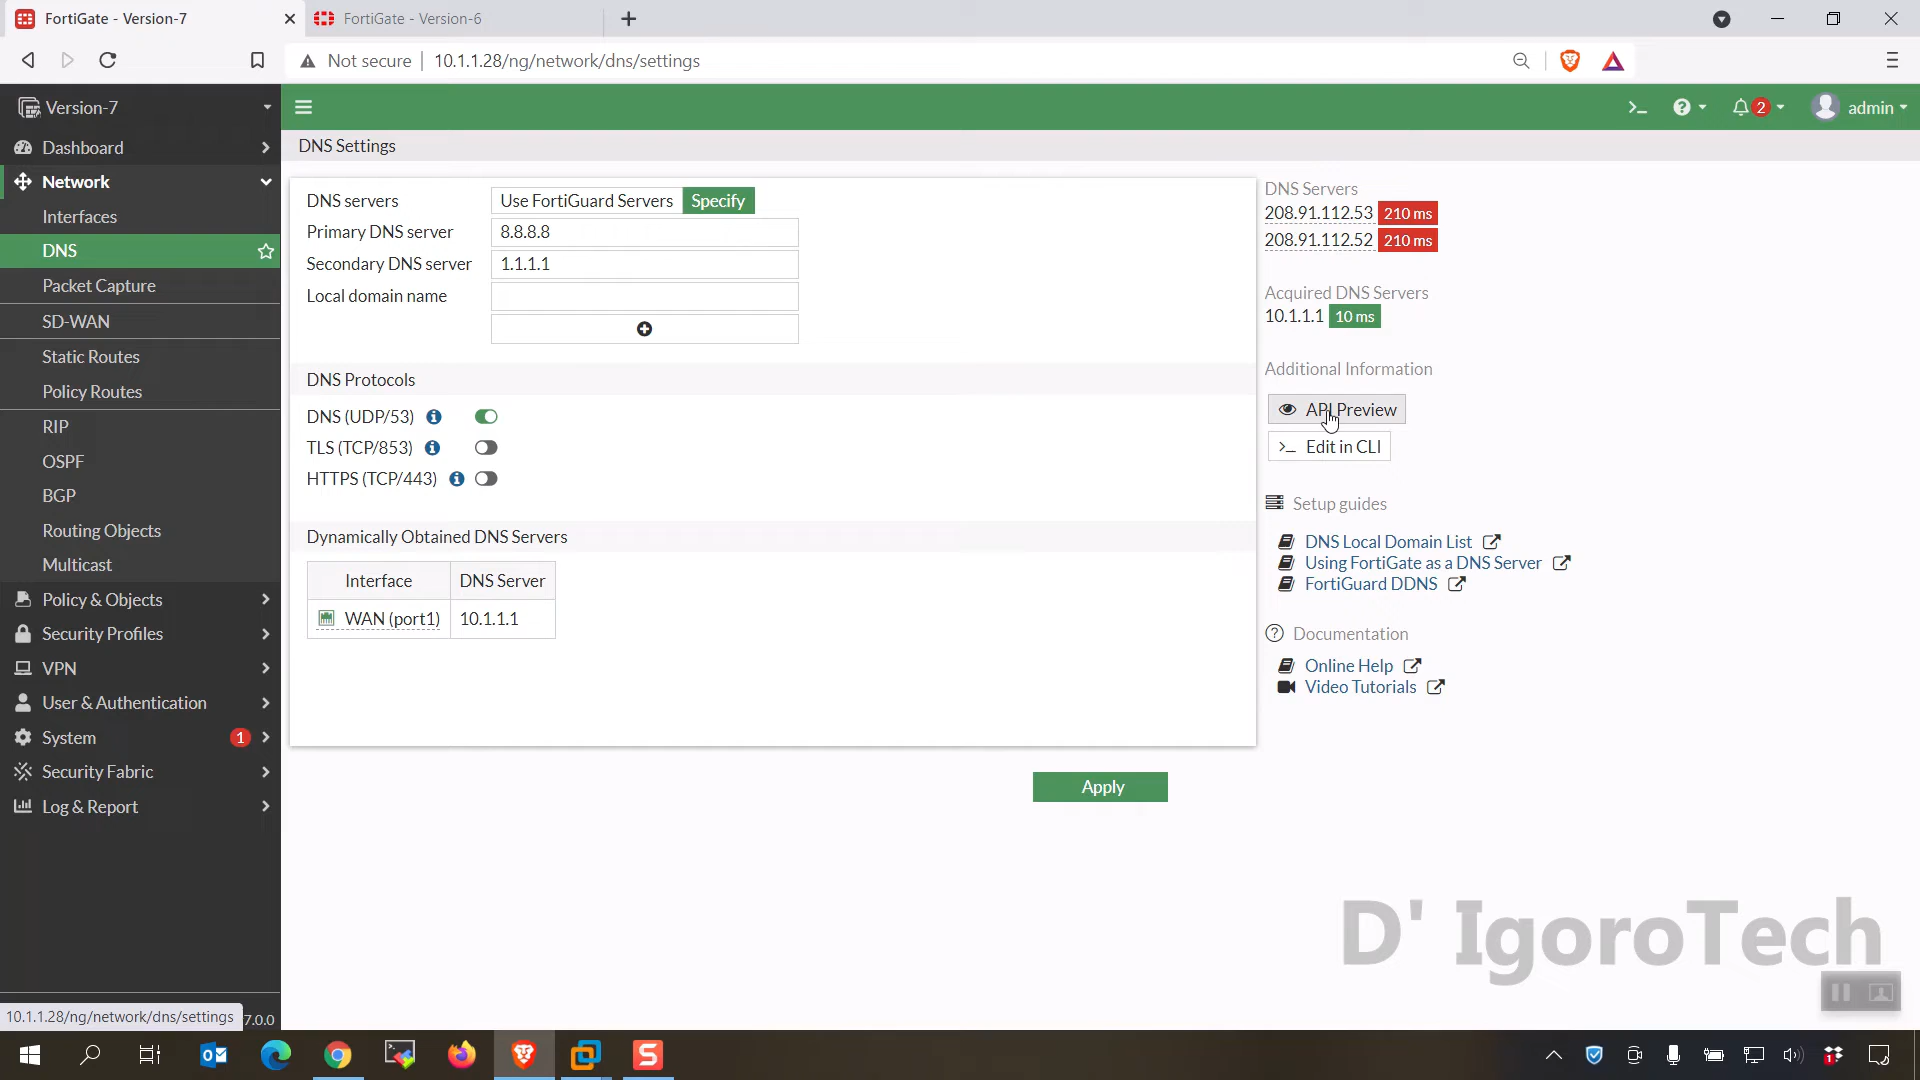 FortiGate - Version-7
FortiGate - Version-6
Not secure
10.1.1.28/ng/network/dns/settings
Version-7
>_
2
admin
Dashboard
Network
Interfaces
DNS
Packet Capture
SD-WAN
Static Routes
Policy Routes
RIP
OSPF
BGP
Routing Objects
Multicast
Policy & Objects
Security Profiles
VPN
User & Authentication
System
1
Security Fabric
Log & Report
10.1.1.28/ng/network/dns/settings
7.0.0
DNS Settings
DNS servers
Use FortiGuard Servers
Specify
Primary DNS server
8.8.8.8
Secondary DNS server
1.1.1.1
Local domain name
DNS Protocols
DNS (UDP/53)
TLS (TCP/853)
HTTPS (TCP/443)
Dynamically Obtained DNS Servers
Interface
DNS Server
WAN (port1)
10.1.1.1
Apply
DNS Servers
208.91.112.53 210 ms
208.91.112.52 210 ms
Acquired DNS Servers
10.1.1.1 10 ms
Additional Information
API Preview
>_ Edit in CLI
Setup guides
DNS Local Domain List
Using FortiGate as a DNS Server
FortiGuard DDNS
Documentation
Online Help
Video Tutorials
D' IgoroTech